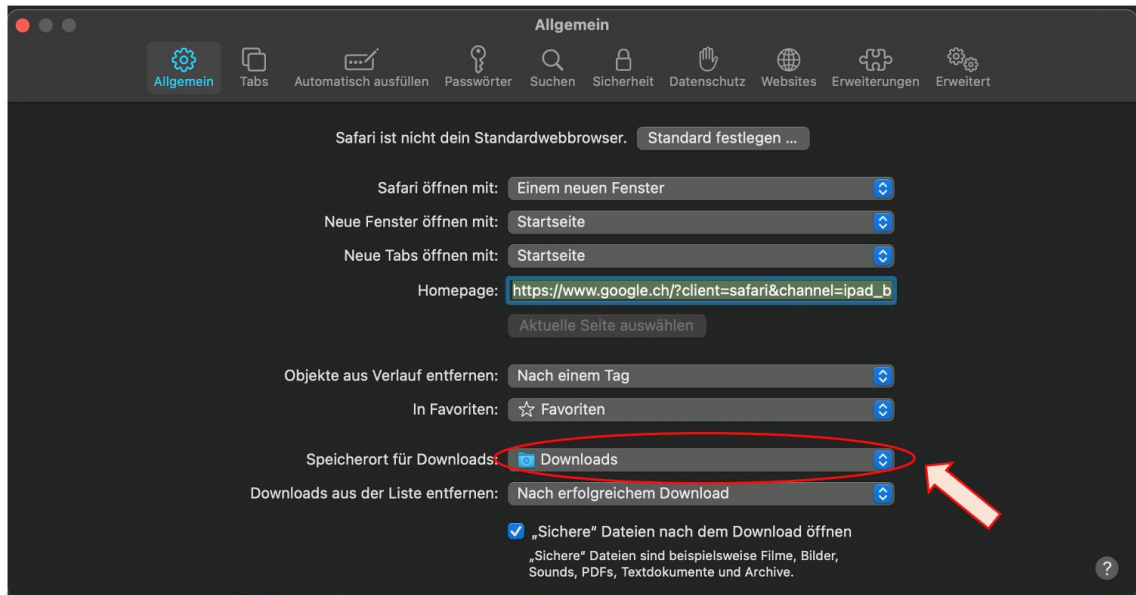 Allgemein
Allgemein Tabs Automatisch ausfüllen Passwörter Suchen Sicherheit Datenschutz Websites Erweiterungen Erweitert
Safari ist nicht dein Standardwebbrowser. Standard festlegen ...
Safari öffnen mit: Einem neuen Fenster
Neue Fenster öffnen mit: Startseite
Neue Tabs öffnen mit: Startseite
Homepage: https://www.google.ch/?client=safari&channel=ipad_b
Aktuelle Seite auswählen
Objekte aus Verlauf entfernen: Nach einem Tag
In Favoriten: Favoriten
Speicherort für Downloads: Downloads
Downloads aus der Liste entfernen: Nach erfolgreichem Download
„Sichere“ Dateien nach dem Download öffnen
„Sichere“ Dateien sind beispielsweise Filme, Bilder,
Sounds, PDFs, Textdokumente und Archive.
?